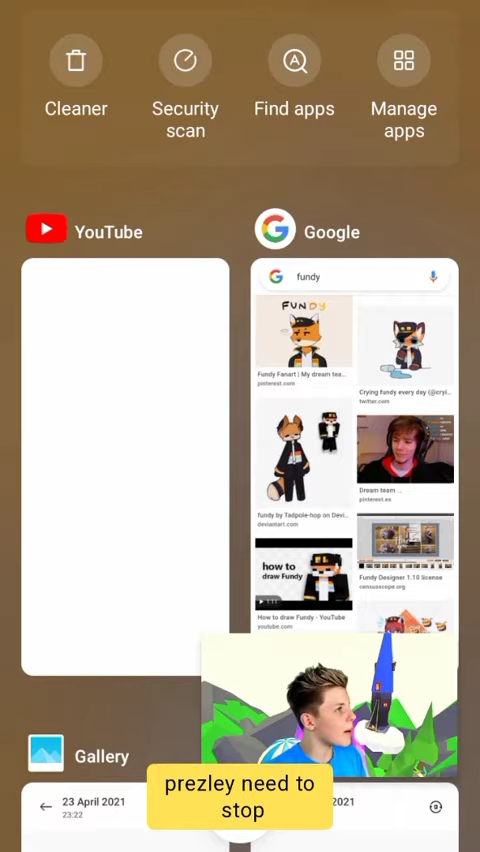 Cleaner
Security
scan
Find apps
Manage
apps
YouTube
Google
fundy
FUNDY
Fundy Fanart | My dream tea...
pinterest.com
Crying fundy every day (@cryi...
twitter.com
fundy by Tadpole-hop on Devi...
deviantart.com
Dream team ...
pinterest.es
Fundy Designer 1.10 license
censusscope.org
how to
draw Fundy
1:11
How to draw Fundy - YouTube
youtube.com
Gallery
23 April 2021
23:22
2021
prezley need to
stop